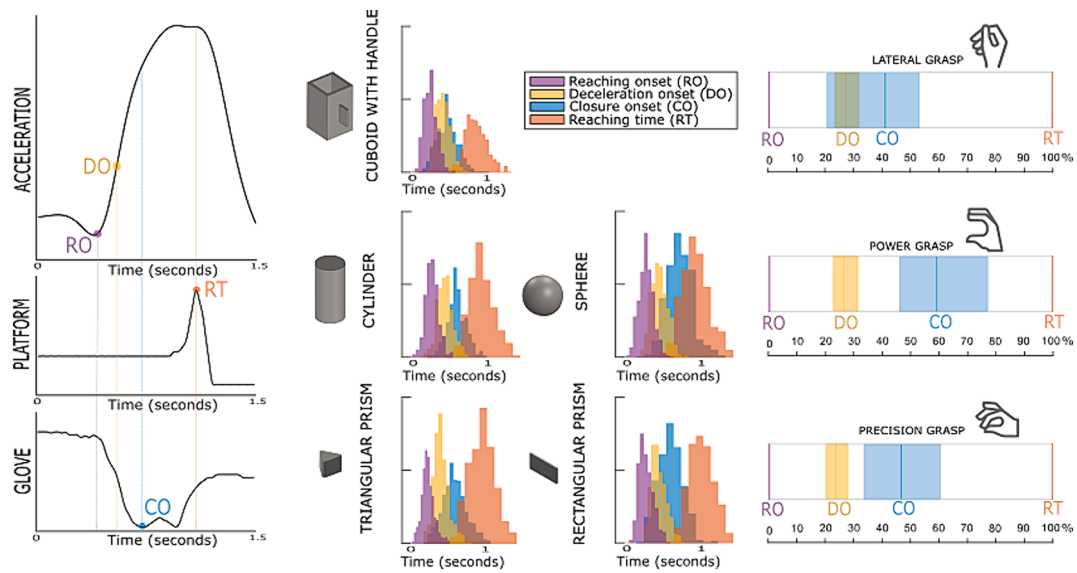 ACCELERATION
DO
RO
0
Time (seconds)
1.5
PLATFORM
RT
0
Time (seconds)
1.5
GLOVE
CO
0
Time (seconds)
1.5
CUBOID WITH HANDLE
0
1
Time (seconds)
Reaching onset (RO)
Deceleration onset (DO)
Closure onset (CO)
Reaching time (RT)
CYLINDER
0
1
Time (seconds)
SPHERE
0
1
Time (seconds)
TRIANGULAR PRISM
0
1
Time (seconds)
RECTANGULAR PRISM
0
1
Time (seconds)
LATERAL GRASP
RO DO CO RT
0 10 20 30 40 50 60 70 80 90 100%
POWER GRASP
RO DO CO RT
0 10 20 30 40 50 60 70 80 90 100%
PRECISION GRASP
RO DO CO RT
0 10 20 30 40 50 60 70 80 90 100%